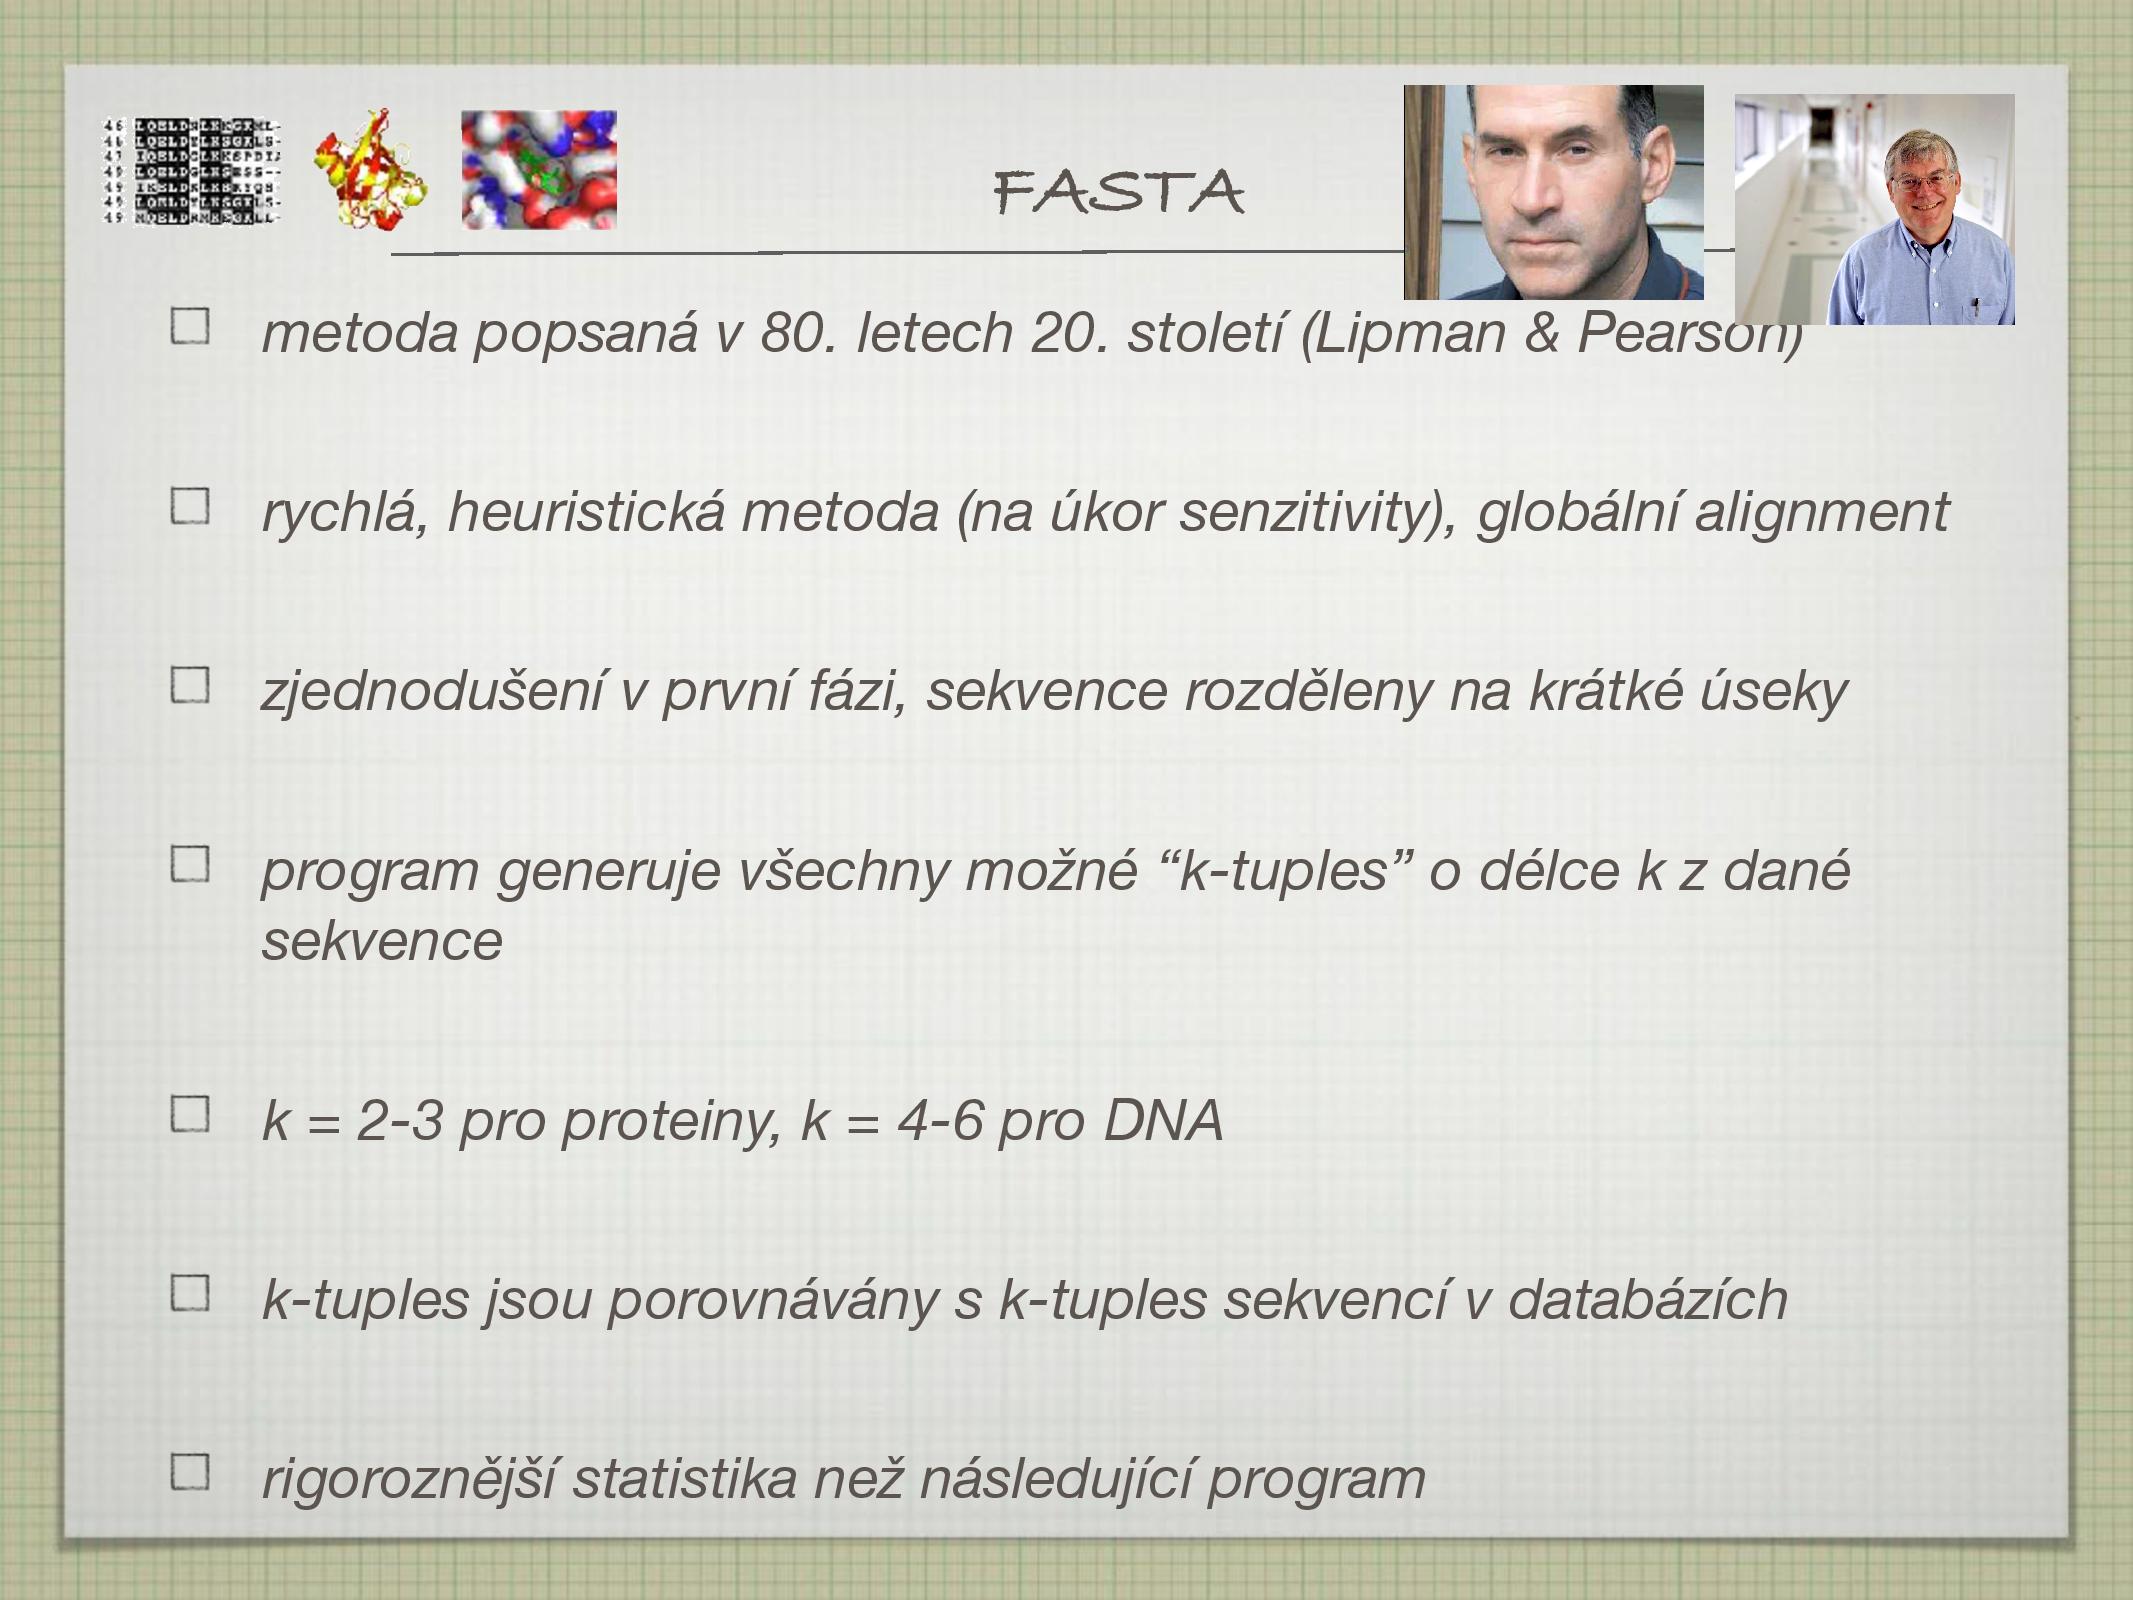 FASTA
metoda popsaná v 80. letech 20. století (Lipman & Pearson)
rychlá, heuristická metoda (na úkor senzitivity), globální alignment
zjednodušení v první fázi, sekvence rozděleny na krátké úseky
program generuje všechny možné “k-tuples” o délce k z dané
sekvence
k = 2-3 pro proteiny, k = 4-6 pro DNA
k-tuples jsou porovnávány s k-tuples sekvencí v databázích
rigoroznější statistika než následující program